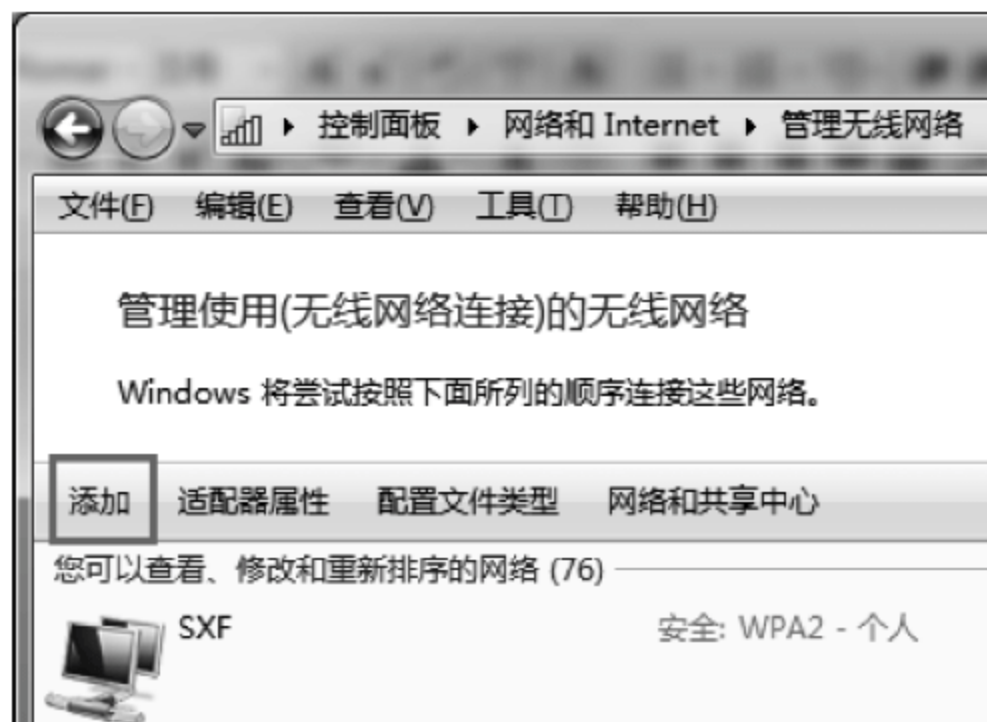 控制面板 ▸ 网络和 Internet ▸ 管理无线网络
文件(F) 编辑(E) 查看(V) 工具(T) 帮助(H)
管理使用(无线网络连接)的无线网络
Windows 将尝试按照下面所列的顺序连接这些网络。
添加 适配器属性 配置文件类型 网络和共享中心
您可以查看、修改和重新排序的网络 (76)
SXF 安全: WPA2 - 个人